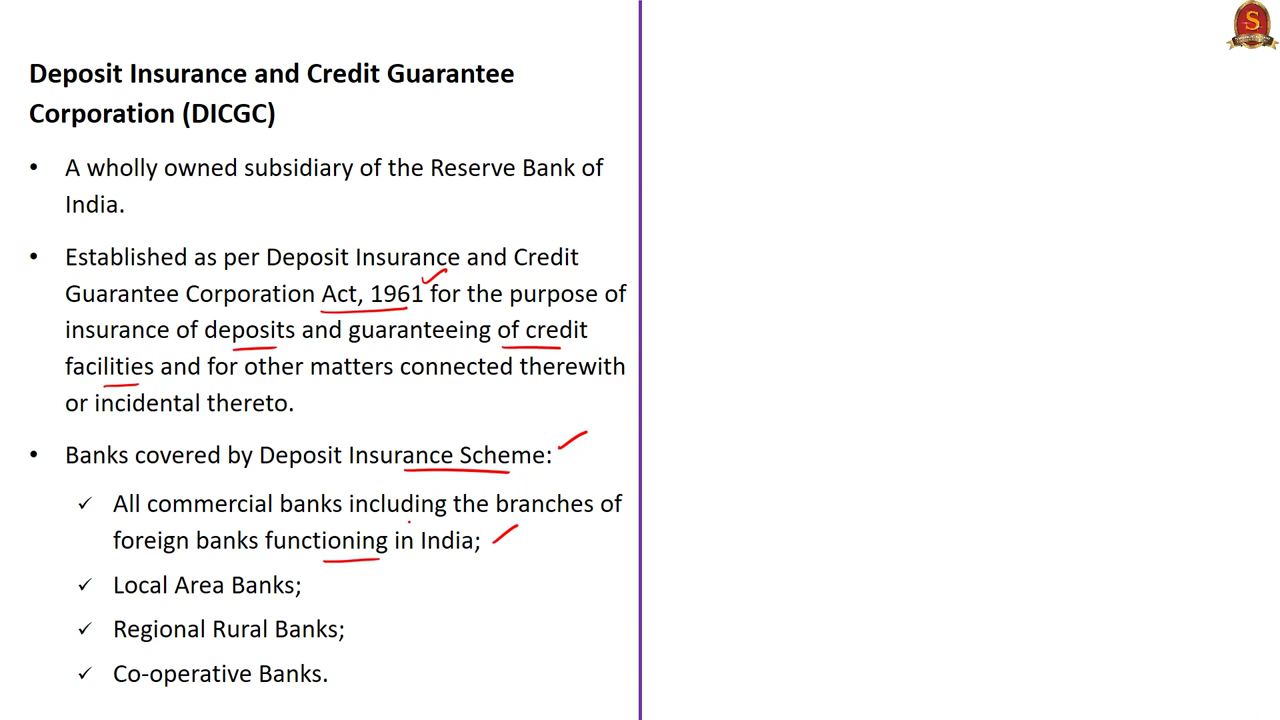 Deposit Insurance and Credit Guarantee
Corporation (DICGC)
• A wholly owned subsidiary of the Reserve Bank of
India.
• Established as per Deposit Insurance and Credit
Guarantee Corporation Act, 1961 for the purpose of
insurance of deposits and guaranteeing of credit
facilities and for other matters connected therewith
or incidental thereto.
• Banks covered by Deposit Insurance Scheme:
✓ All commercial banks including the branches of
foreign banks functioning in India;
✓ Local Area Banks;
✓ Regional Rural Banks;
✓ Co-operative Banks.
S